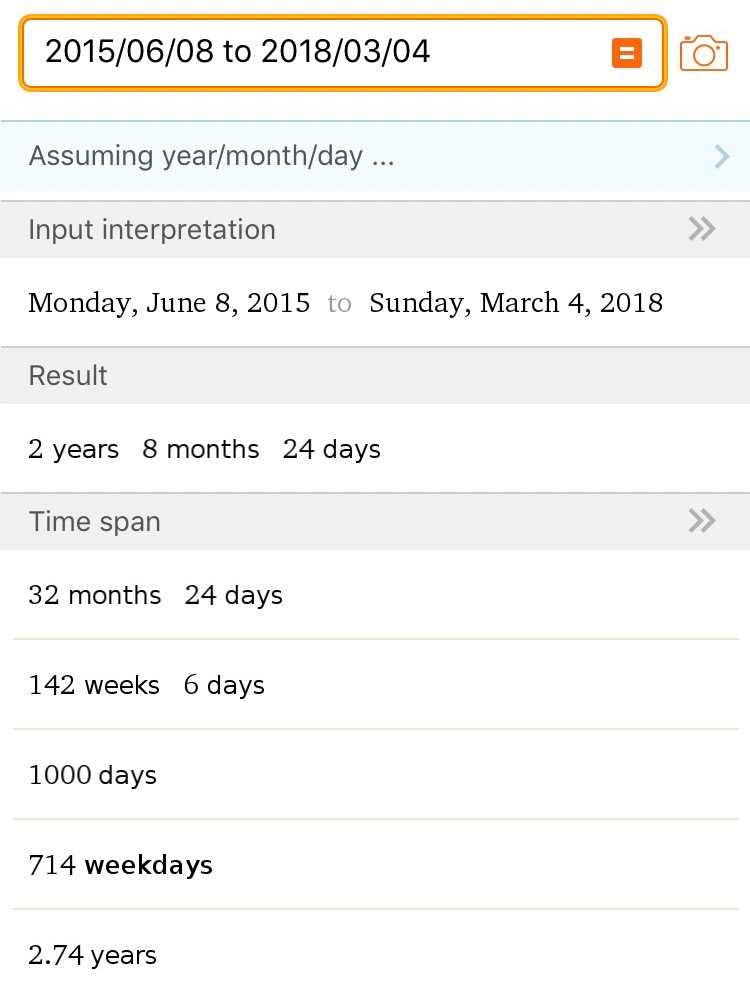 2015/06/08 to 2018/03/04
Assuming year/month/day ...
Input interpretation
Monday, June 8, 2015 to Sunday, March 4, 2018
Result
2 years 8 months 24 days
Time span
32 months 24 days
142 weeks 6 days
1000 days
714 weekdays
2.74 years